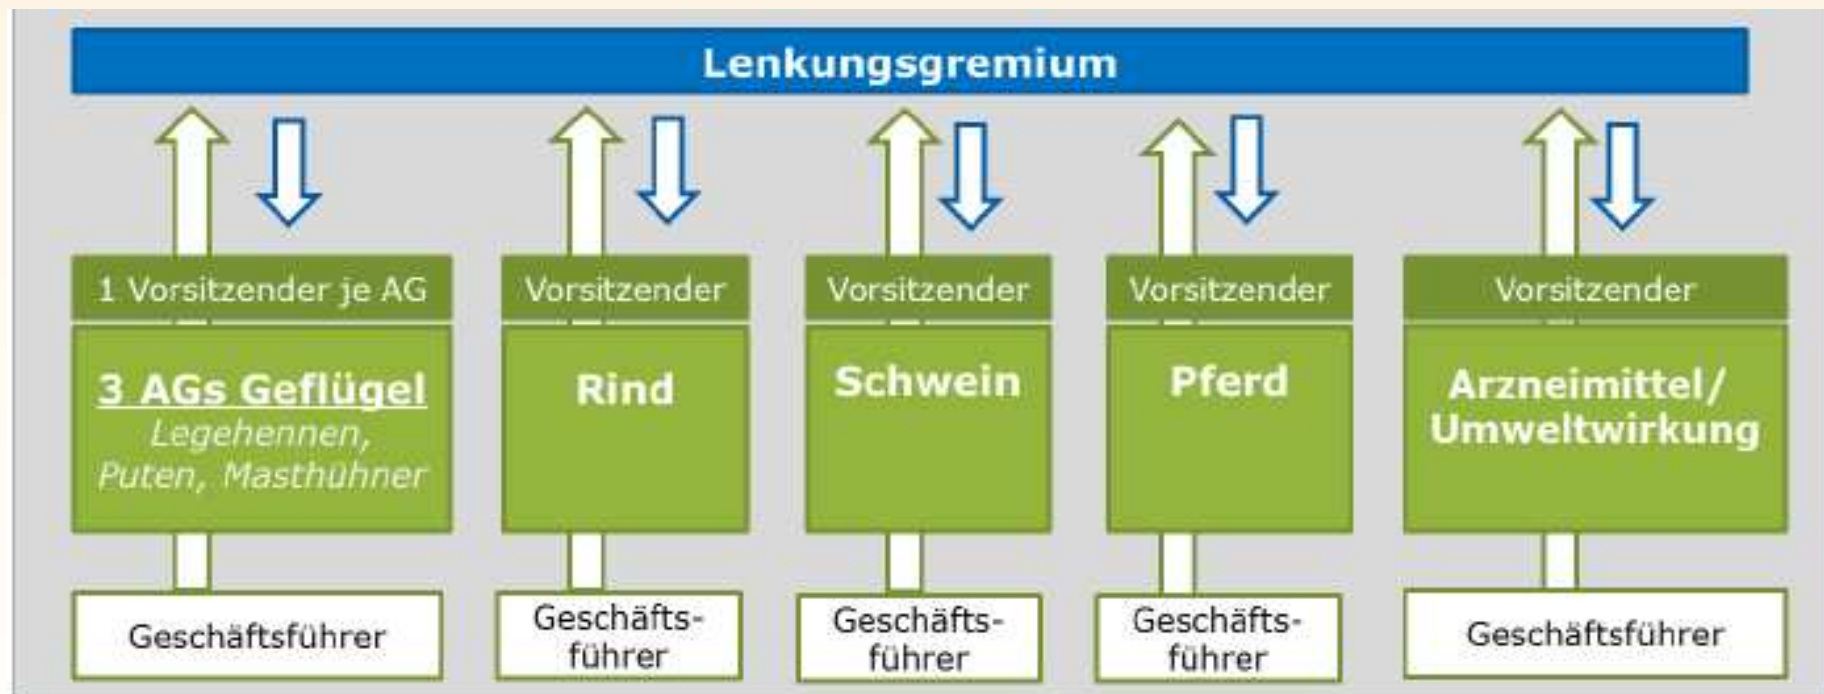 Lenkungsgremium
1 Vorsitzender je AG
3 AGs Geflügel
Legehennen,
Puten, Masthühner
Geschäftsführer
Vorsitzender
Rind
Geschäfts-
führer
Vorsitzender
Schwein
Geschäfts-
führer
Vorsitzender
Pferd
Geschäfts-
führer
Vorsitzender
Arzneimittel/
Umweltwirkung
Geschäftsführer